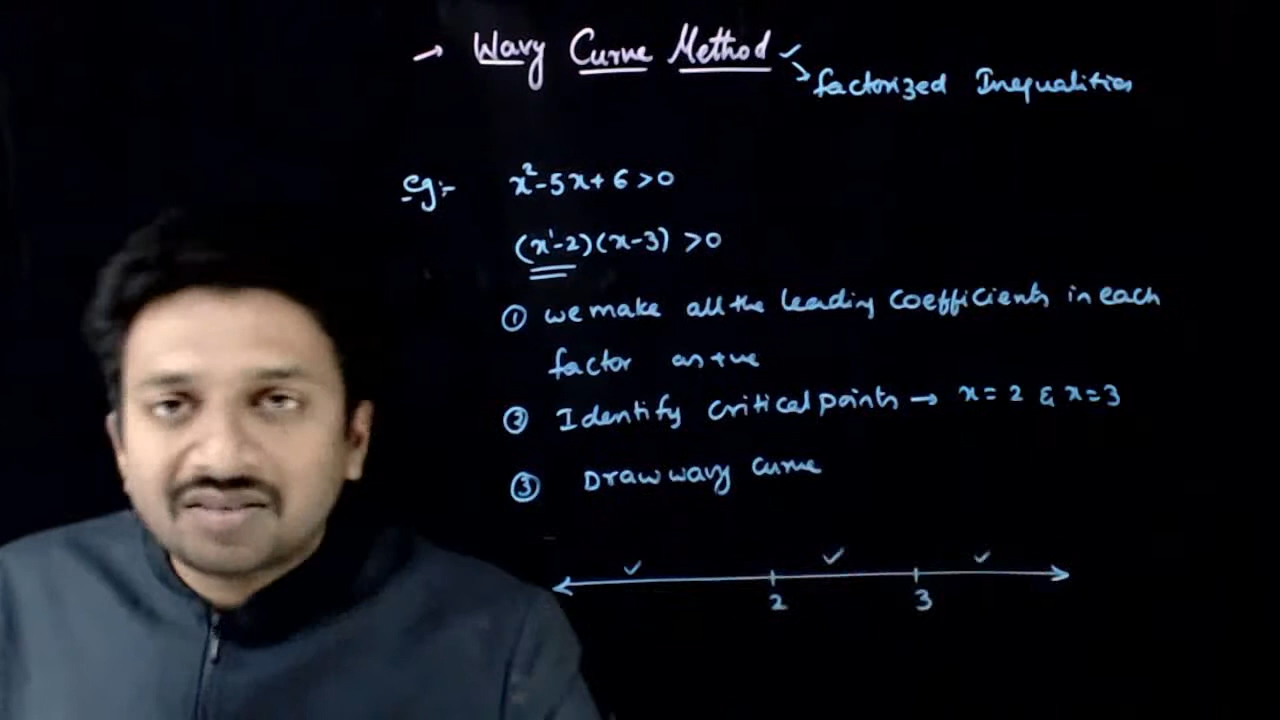 → Wavy Curve Method ✓
↘ factorized Inequalities
eg:- x²-5x+6>0
(x¹-2)(x-3) >0
① we make all the leading coefficients in each
factor as +ve
② Identify critical points → x=2 & x=3
③ Draw wavy curve
✓ ✓ ✓
2 3